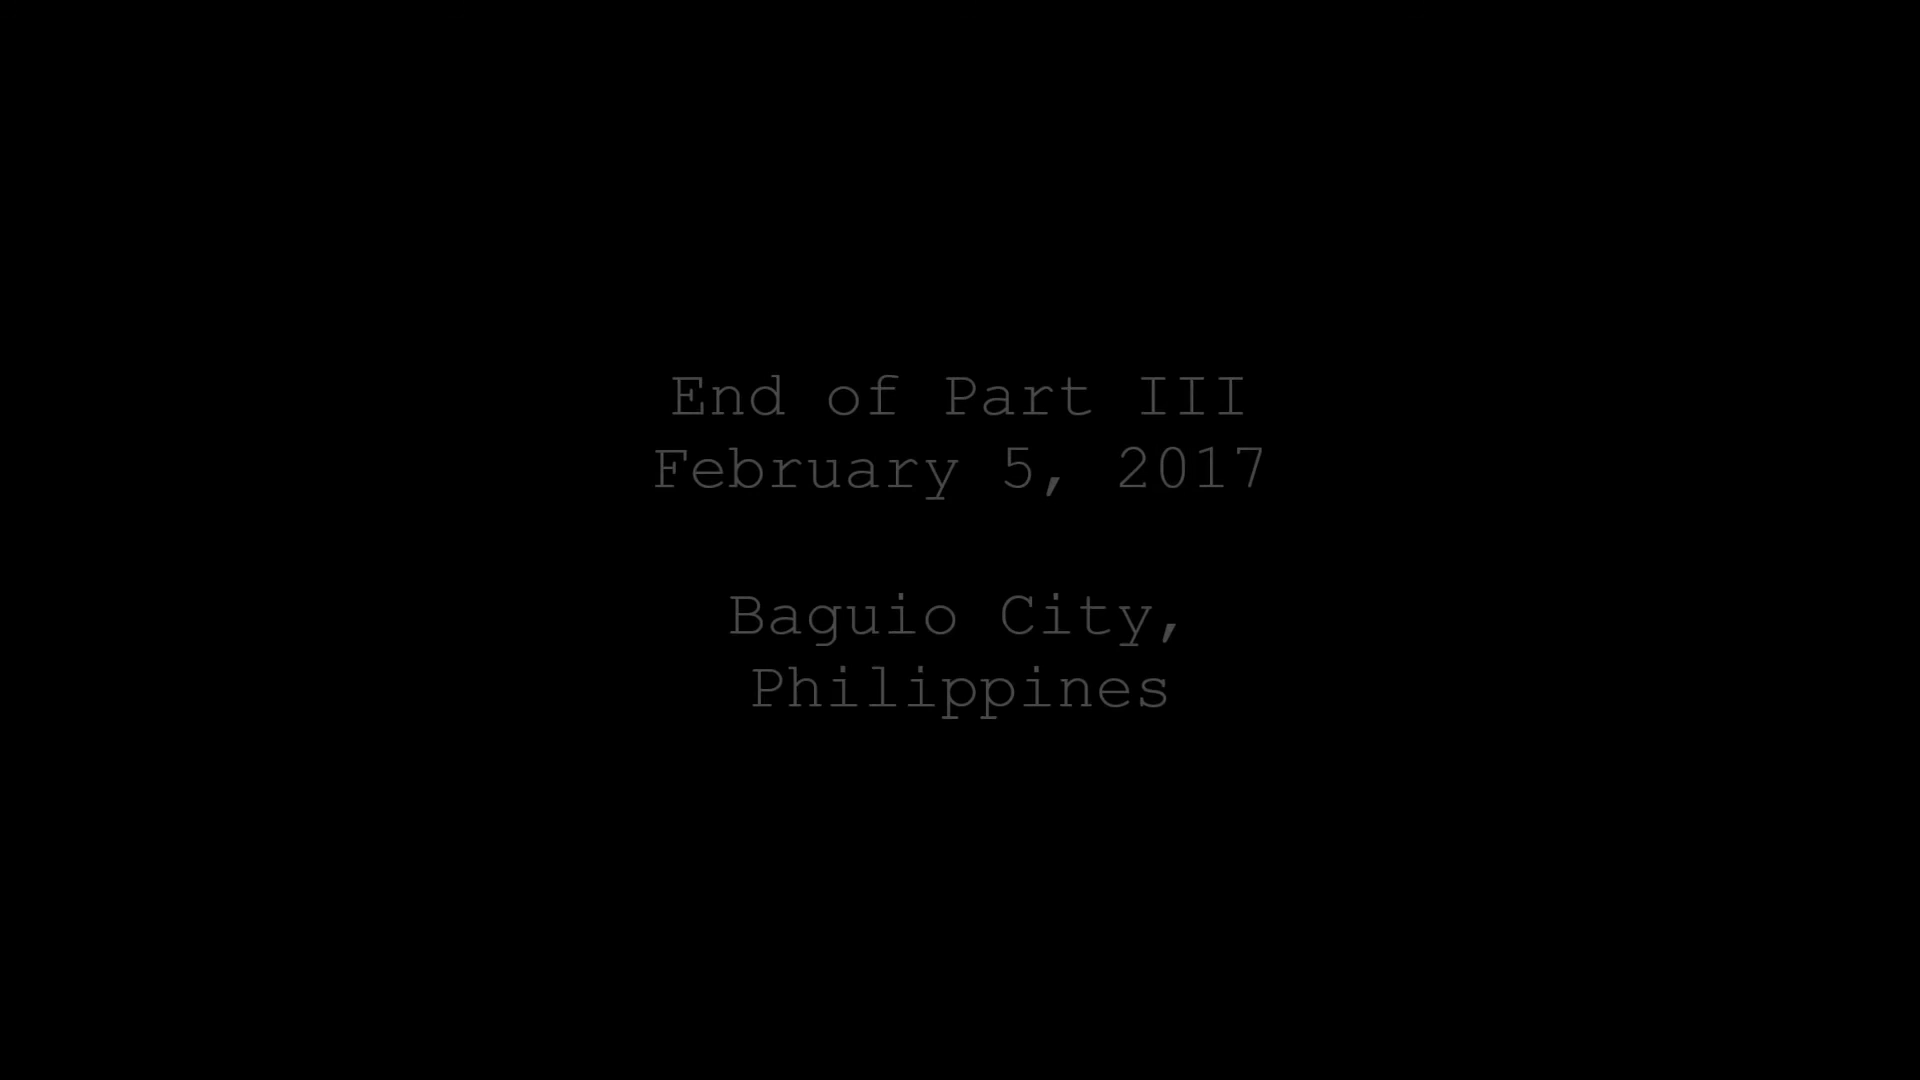 End of Part III
February 5, 2017
Baguio City,
Philippines